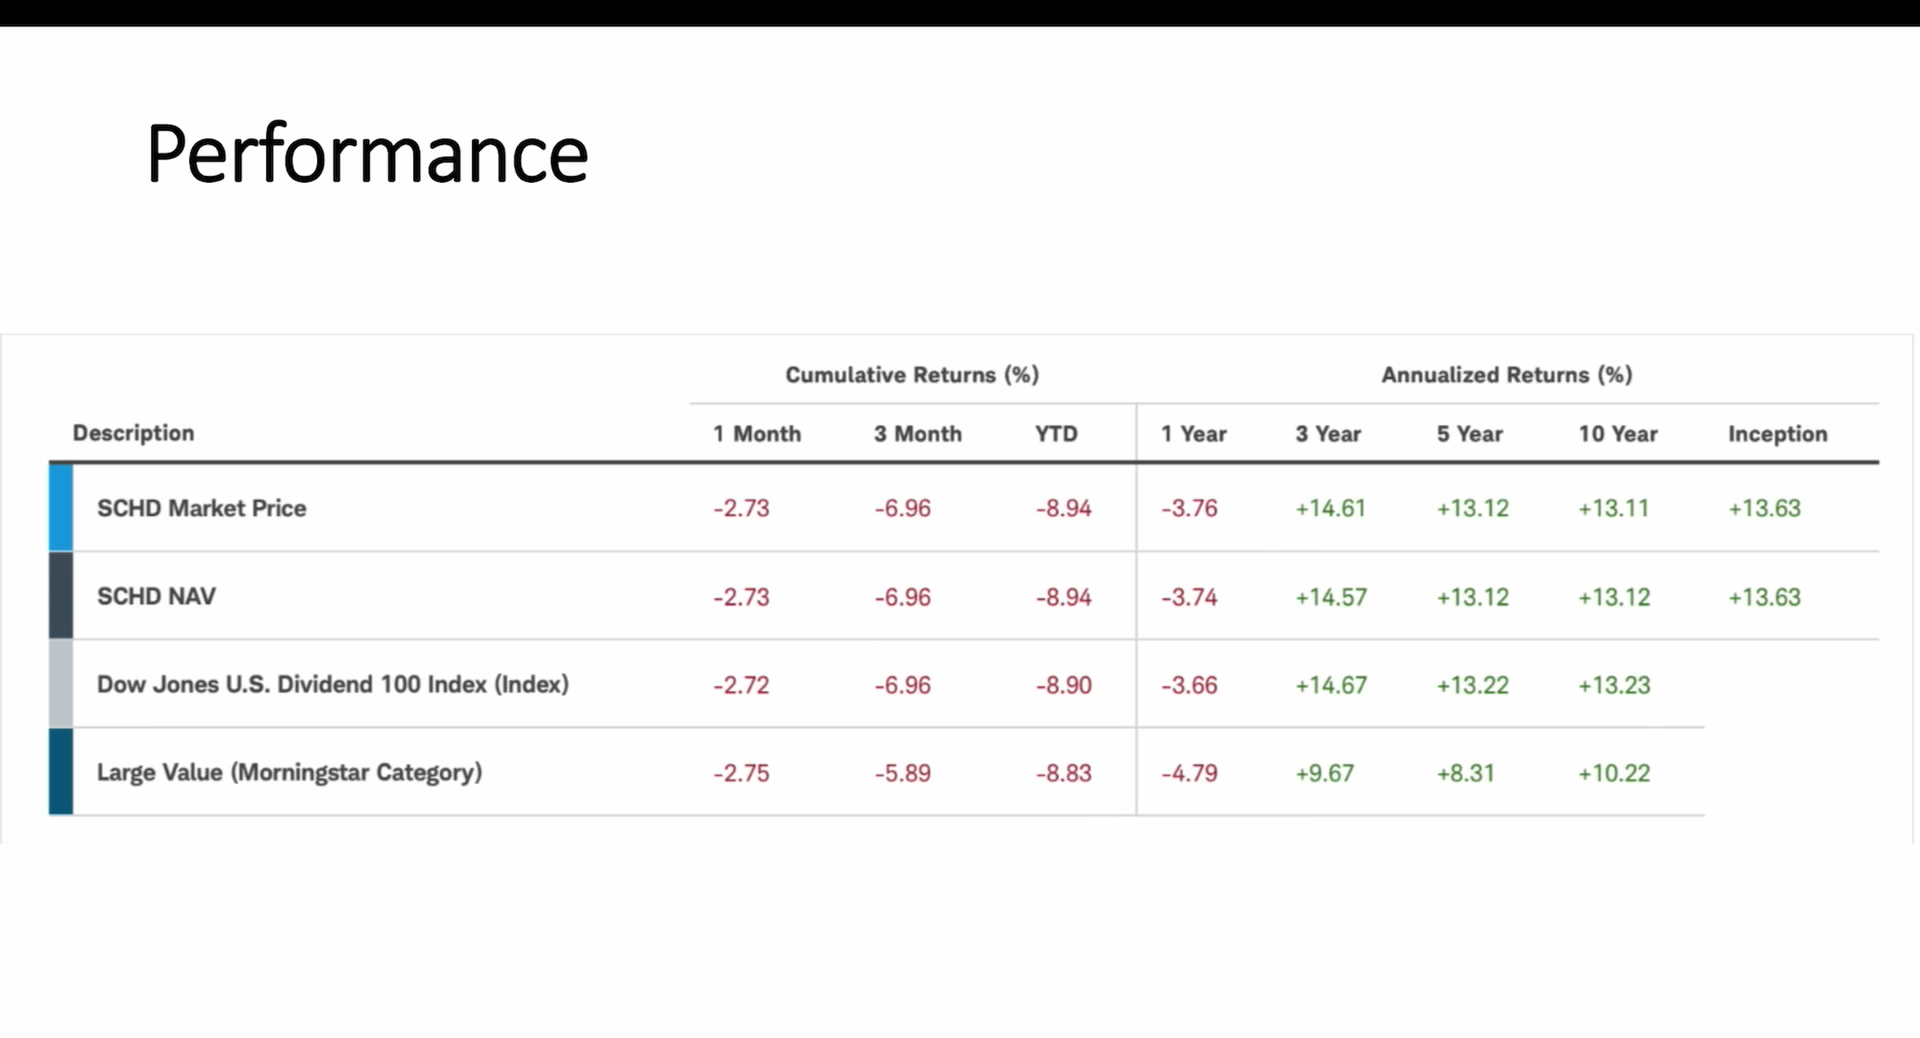 Performance
Cumulative Returns (%) Annualized Returns (%)
Description 1 Month 3 Month YTD 1 Year 3 Year 5 Year 10 Year Inception
SCHD Market Price -2.73 -6.96 -8.94 -3.76 +14.61 +13.12 +13.11 +13.63
SCHD NAV -2.73 -6.96 -8.94 -3.74 +14.57 +13.12 +13.12 +13.63
Dow Jones U.S. Dividend 100 Index (Index) -2.72 -6.96 -8.90 -3.66 +14.67 +13.22 +13.23
Large Value (Morningstar Category) -2.75 -5.89 -8.83 -4.79 +9.67 +8.31 +10.22